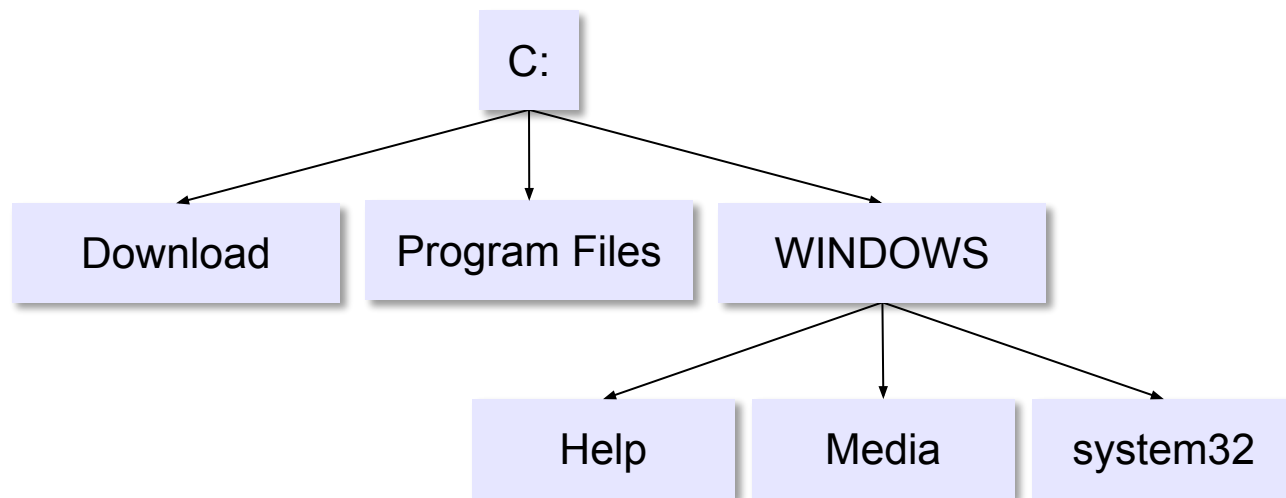 C:
Download
Program Files
WINDOWS
Help
Media
system32